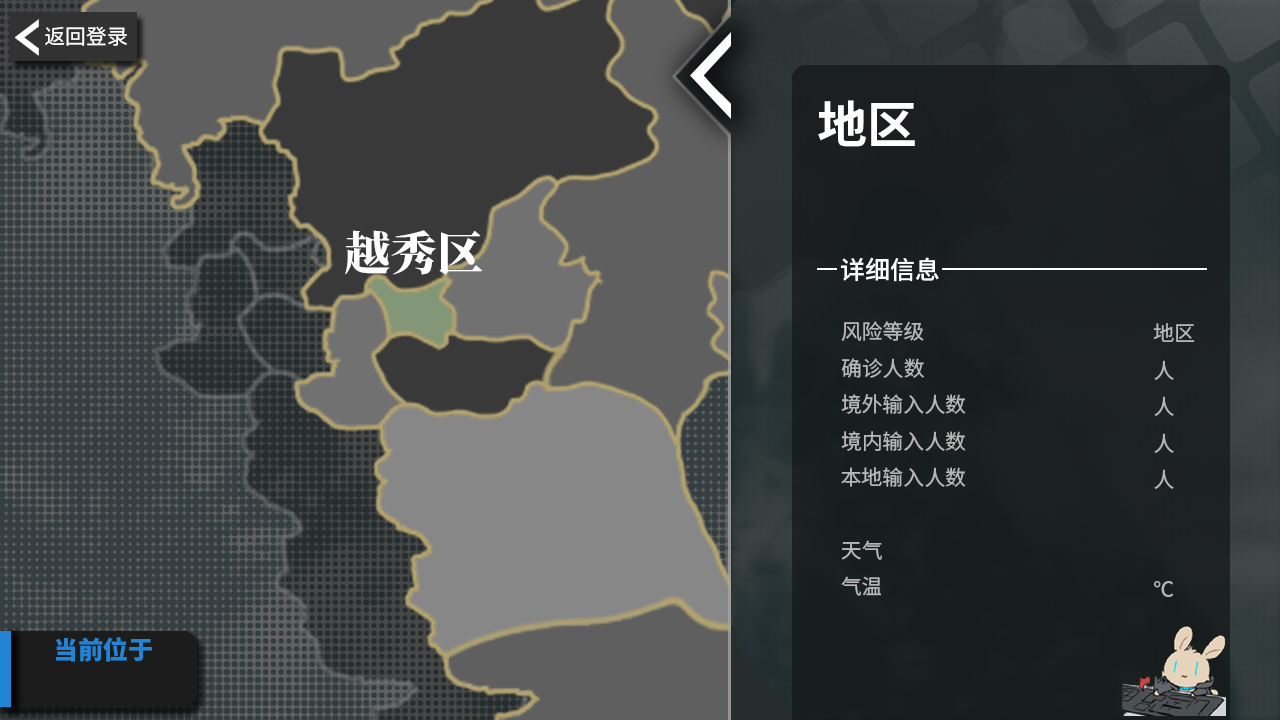 返回登录
越秀区
当前位于
地区
详细信息
风险等级 地区
确诊人数 人
境外输入人数 人
境内输入人数 人
本地输入人数 人
天气
气温 ℃